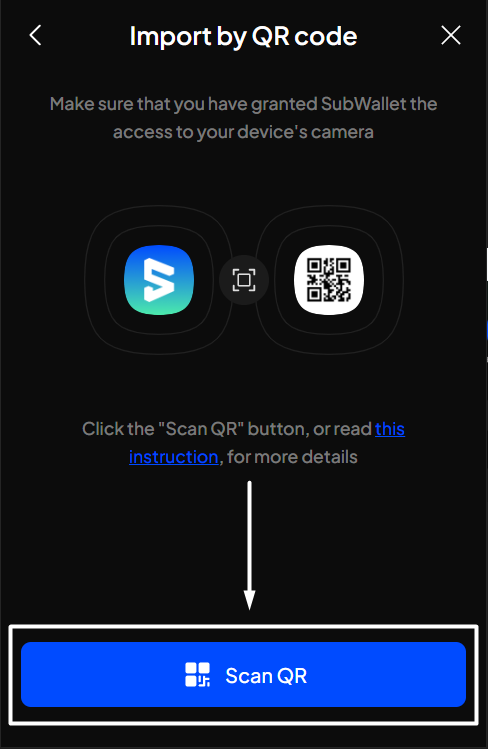 Import by QR code
Make sure that you have granted SubWallet the
access to your device's camera
Click the "Scan QR" button, or read this
instruction, for more details
Scan QR